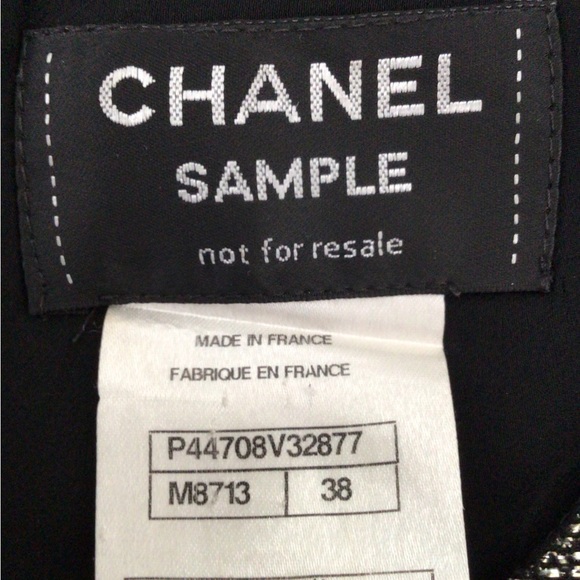 CHANEL
SAMPLE
not for resale
MADE IN FRANCE
FABRIQUE EN FRANCE
P44708V32877
M8713 38